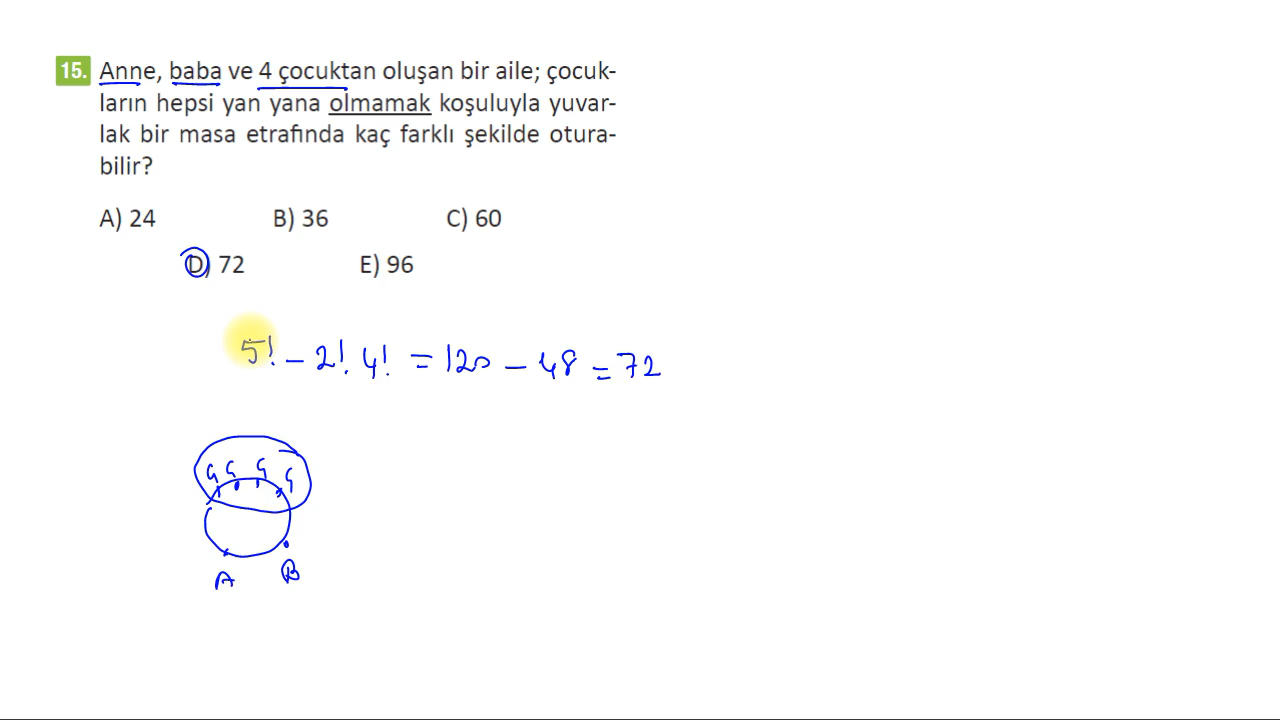 15. Anne, baba ve 4 çocuktan oluşan bir aile; çocuk-
ların hepsi yan yana olmamak koşuluyla yuvar-
lak bir masa etrafında kaç farklı şekilde otura-
bilir?
A) 24 B) 36 C) 60
D) 72 E) 96
5! - 2! . 4! = 120 - 48 = 72
Ç Ç Ç Ç
A B